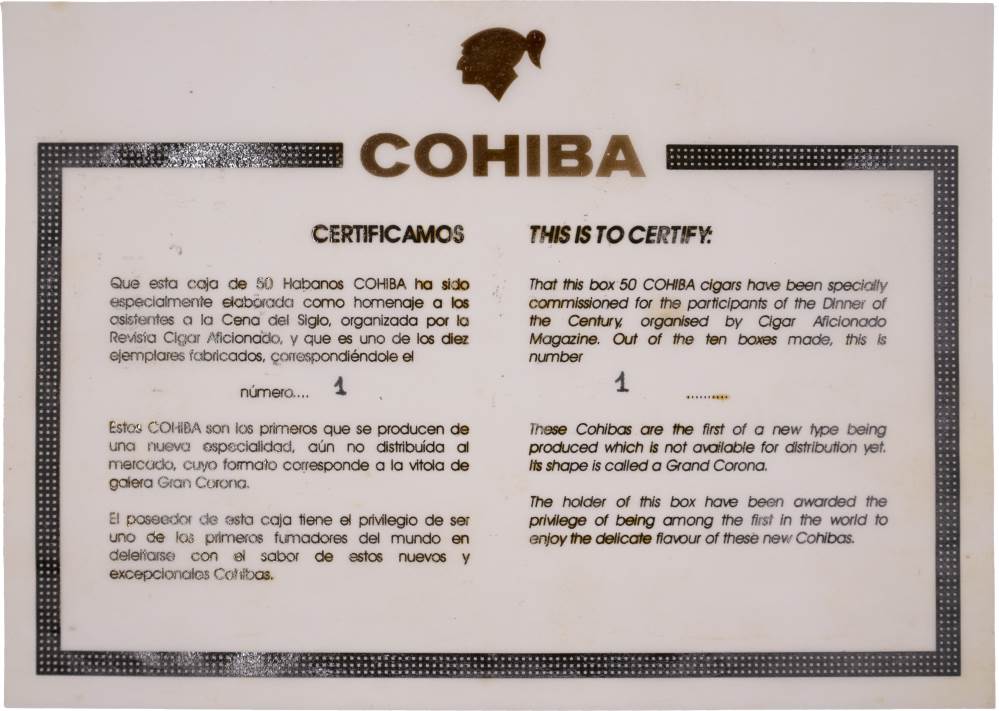 COHIBA
CERTIFICAMOS
Que esta caja de 50 Habanos COHIBA ha sido
especialmente elaborada como homenaje a los
asistentes a la Cena del Siglo, organizada por la
Revista Cigar Aficionado, y que es uno de los diez
ejemplares fabricados, correspondiéndole el
número.... 1
Estos COHIBA son los primeros que se producen de
una nueva especialidad, aún no distribuída al
mercado, cuyo formato corresponde a la vitola de
galera Gran Corona.
El poseedor de esta caja tiene el privilegio de ser
uno de los primeros fumadores del mundo en
deleitarse con el sabor de estos nuevos y
excepcionales Cohibas.
THIS IS TO CERTIFY:
That this box 50 COHIBA cigars have been specially
commissioned for the participants of the Dinner of
the Century, organised by Cigar Aficionado
Magazine. Out of the ten boxes made, this is
number
1 ..........
These Cohibas are the first of a new type being
produced which is not available for distribution yet.
Its shape is called a Grand Corona.
The holder of this box have been awarded the
privilege of being among the first in the world to
enjoy the delicate flavour of these new Cohibas.